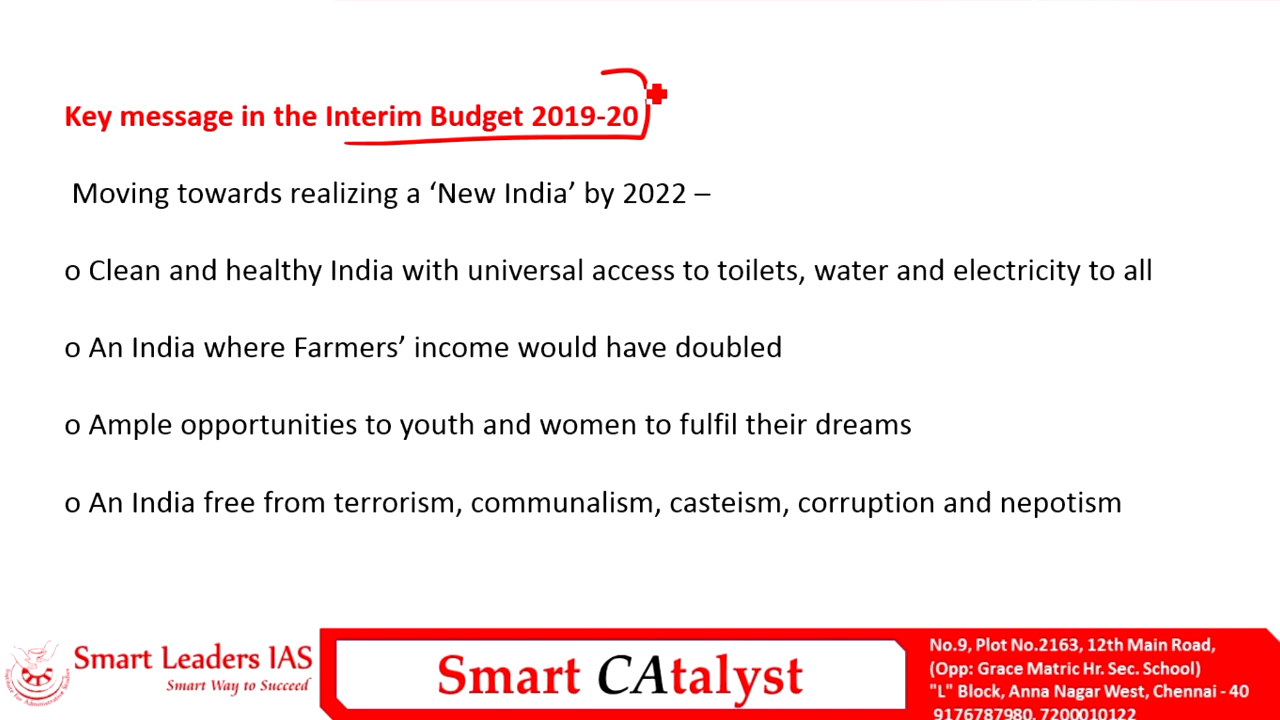 Key message in the Interim Budget 2019-20
Moving towards realizing a ‘New India’ by 2022 –
o Clean and healthy India with universal access to toilets, water and electricity to all
o An India where Farmers’ income would have doubled
o Ample opportunities to youth and women to fulfil their dreams
o An India free from terrorism, communalism, casteism, corruption and nepotism
Smart Leaders IAS
Smart Way to Succeed
Smart CAtalyst
No.9, Plot No.2163, 12th Main Road,
(Opp: Grace Matric Hr. Sec. School)
"L" Block, Anna Nagar West, Chennai - 40
9176787980, 7200010122